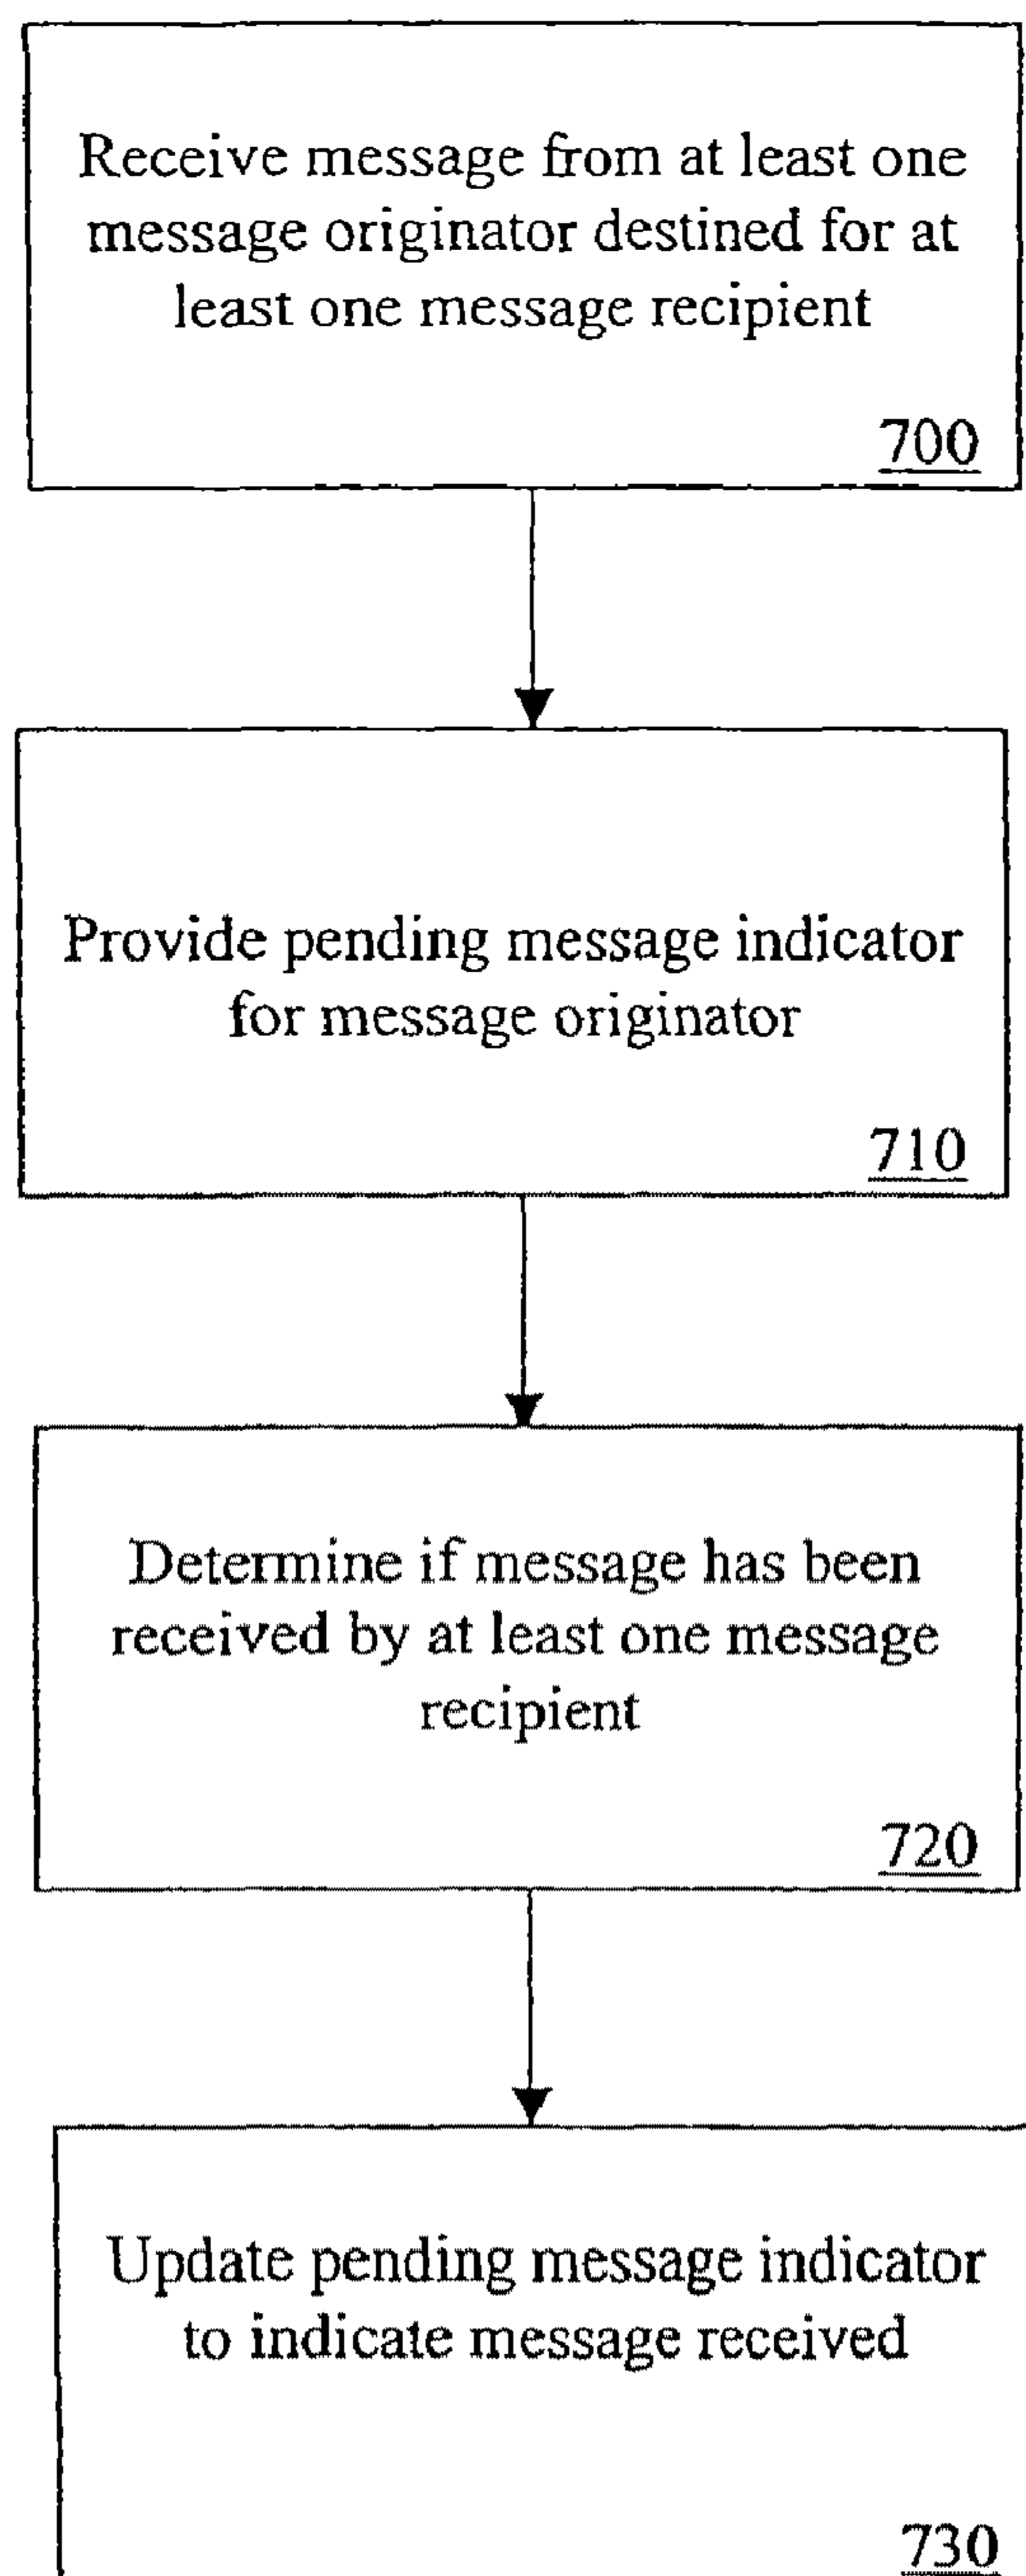 Receive message from at least one
message originator destined for at
least one message recipient
700
Provide pending message indicator
for message originator
710
Determine if message has been
received by at least one message
recipient
720
Update pending message indicator
to indicate message received
730